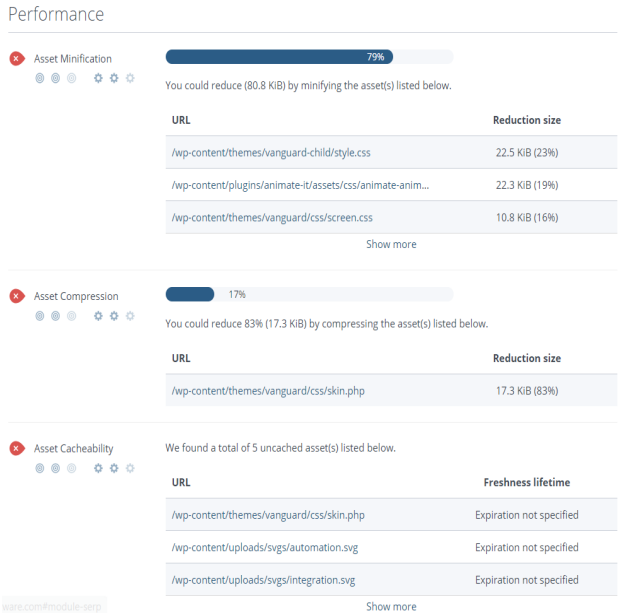 Performance
Asset Minification
79%
You could reduce (80.8 KiB) by minifying the asset(s) listed below.
URL Reduction size
/wp-content/themes/vanguard-child/style.css 22.5 KiB (23%)
/wp-content/plugins/animate-it/assets/css/animate-anim... 22.3 KiB (19%)
/wp-content/themes/vanguard/css/screen.css 10.8 KiB (16%)
Show more
Asset Compression
17%
You could reduce 83% (17.3 KiB) by compressing the asset(s) listed below.
URL Reduction size
/wp-content/themes/vanguard/css/skin.php 17.3 KiB (83%)
Asset Cacheability
We found a total of 5 uncached asset(s) listed below.
URL Freshness lifetime
/wp-content/themes/vanguard/css/skin.php Expiration not specified
/wp-content/uploads/svgs/automation.svg Expiration not specified
/wp-content/uploads/svgs/integration.svg Expiration not specified
ware.com#module-serp
Show more